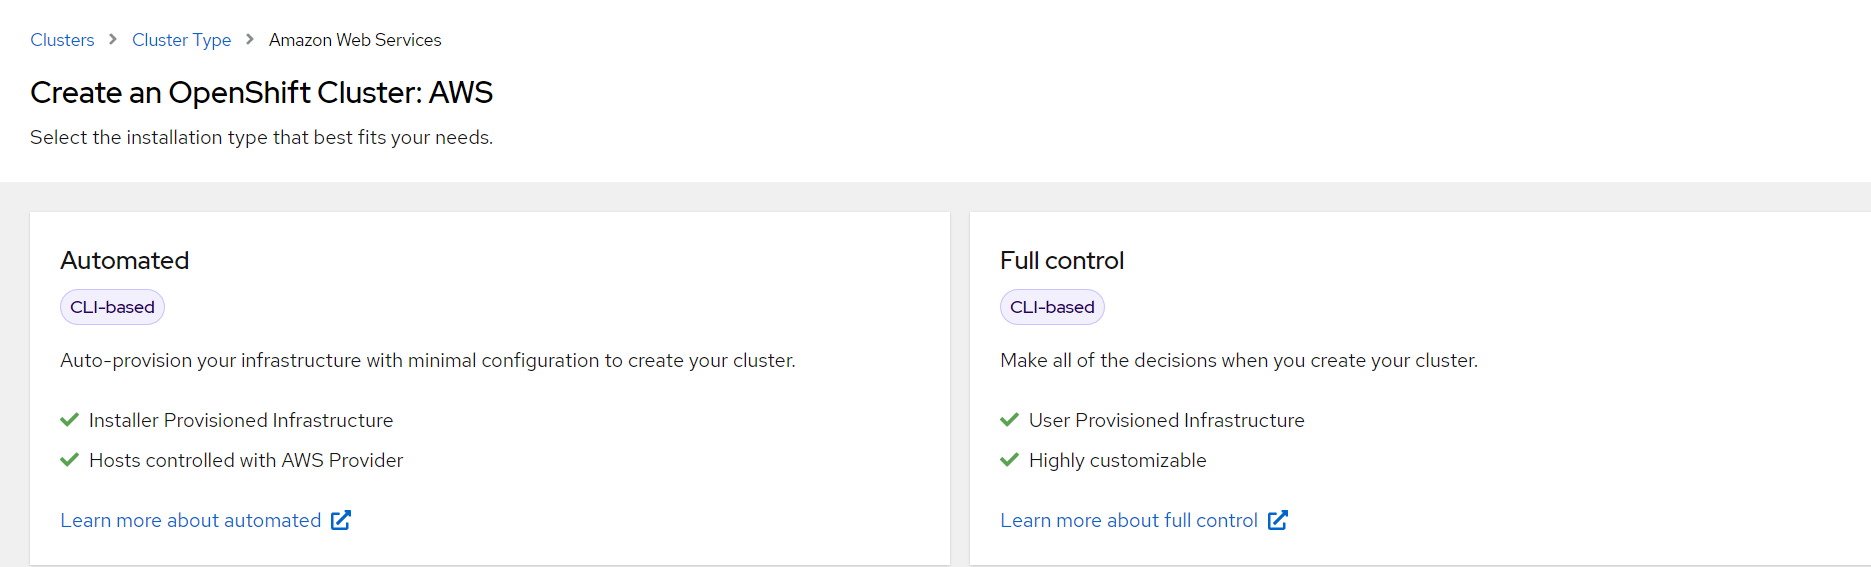 Clusters > Cluster Type > Amazon Web Services
Create an OpenShift Cluster: AWS
Select the installation type that best fits your needs.
Automated
CLI-based
Auto-provision your infrastructure with minimal configuration to create your cluster.
Installer Provisioned Infrastructure
Hosts controlled with AWS Provider
Learn more about automated
Full control
CLI-based
Make all of the decisions when you create your cluster.
User Provisioned Infrastructure
Highly customizable
Learn more about full control